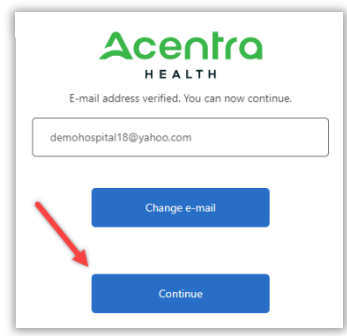 Acentra
HEALTH
E-mail address verified. You can now continue.
demohospital18@yahoo.com
Change e-mail
Continue